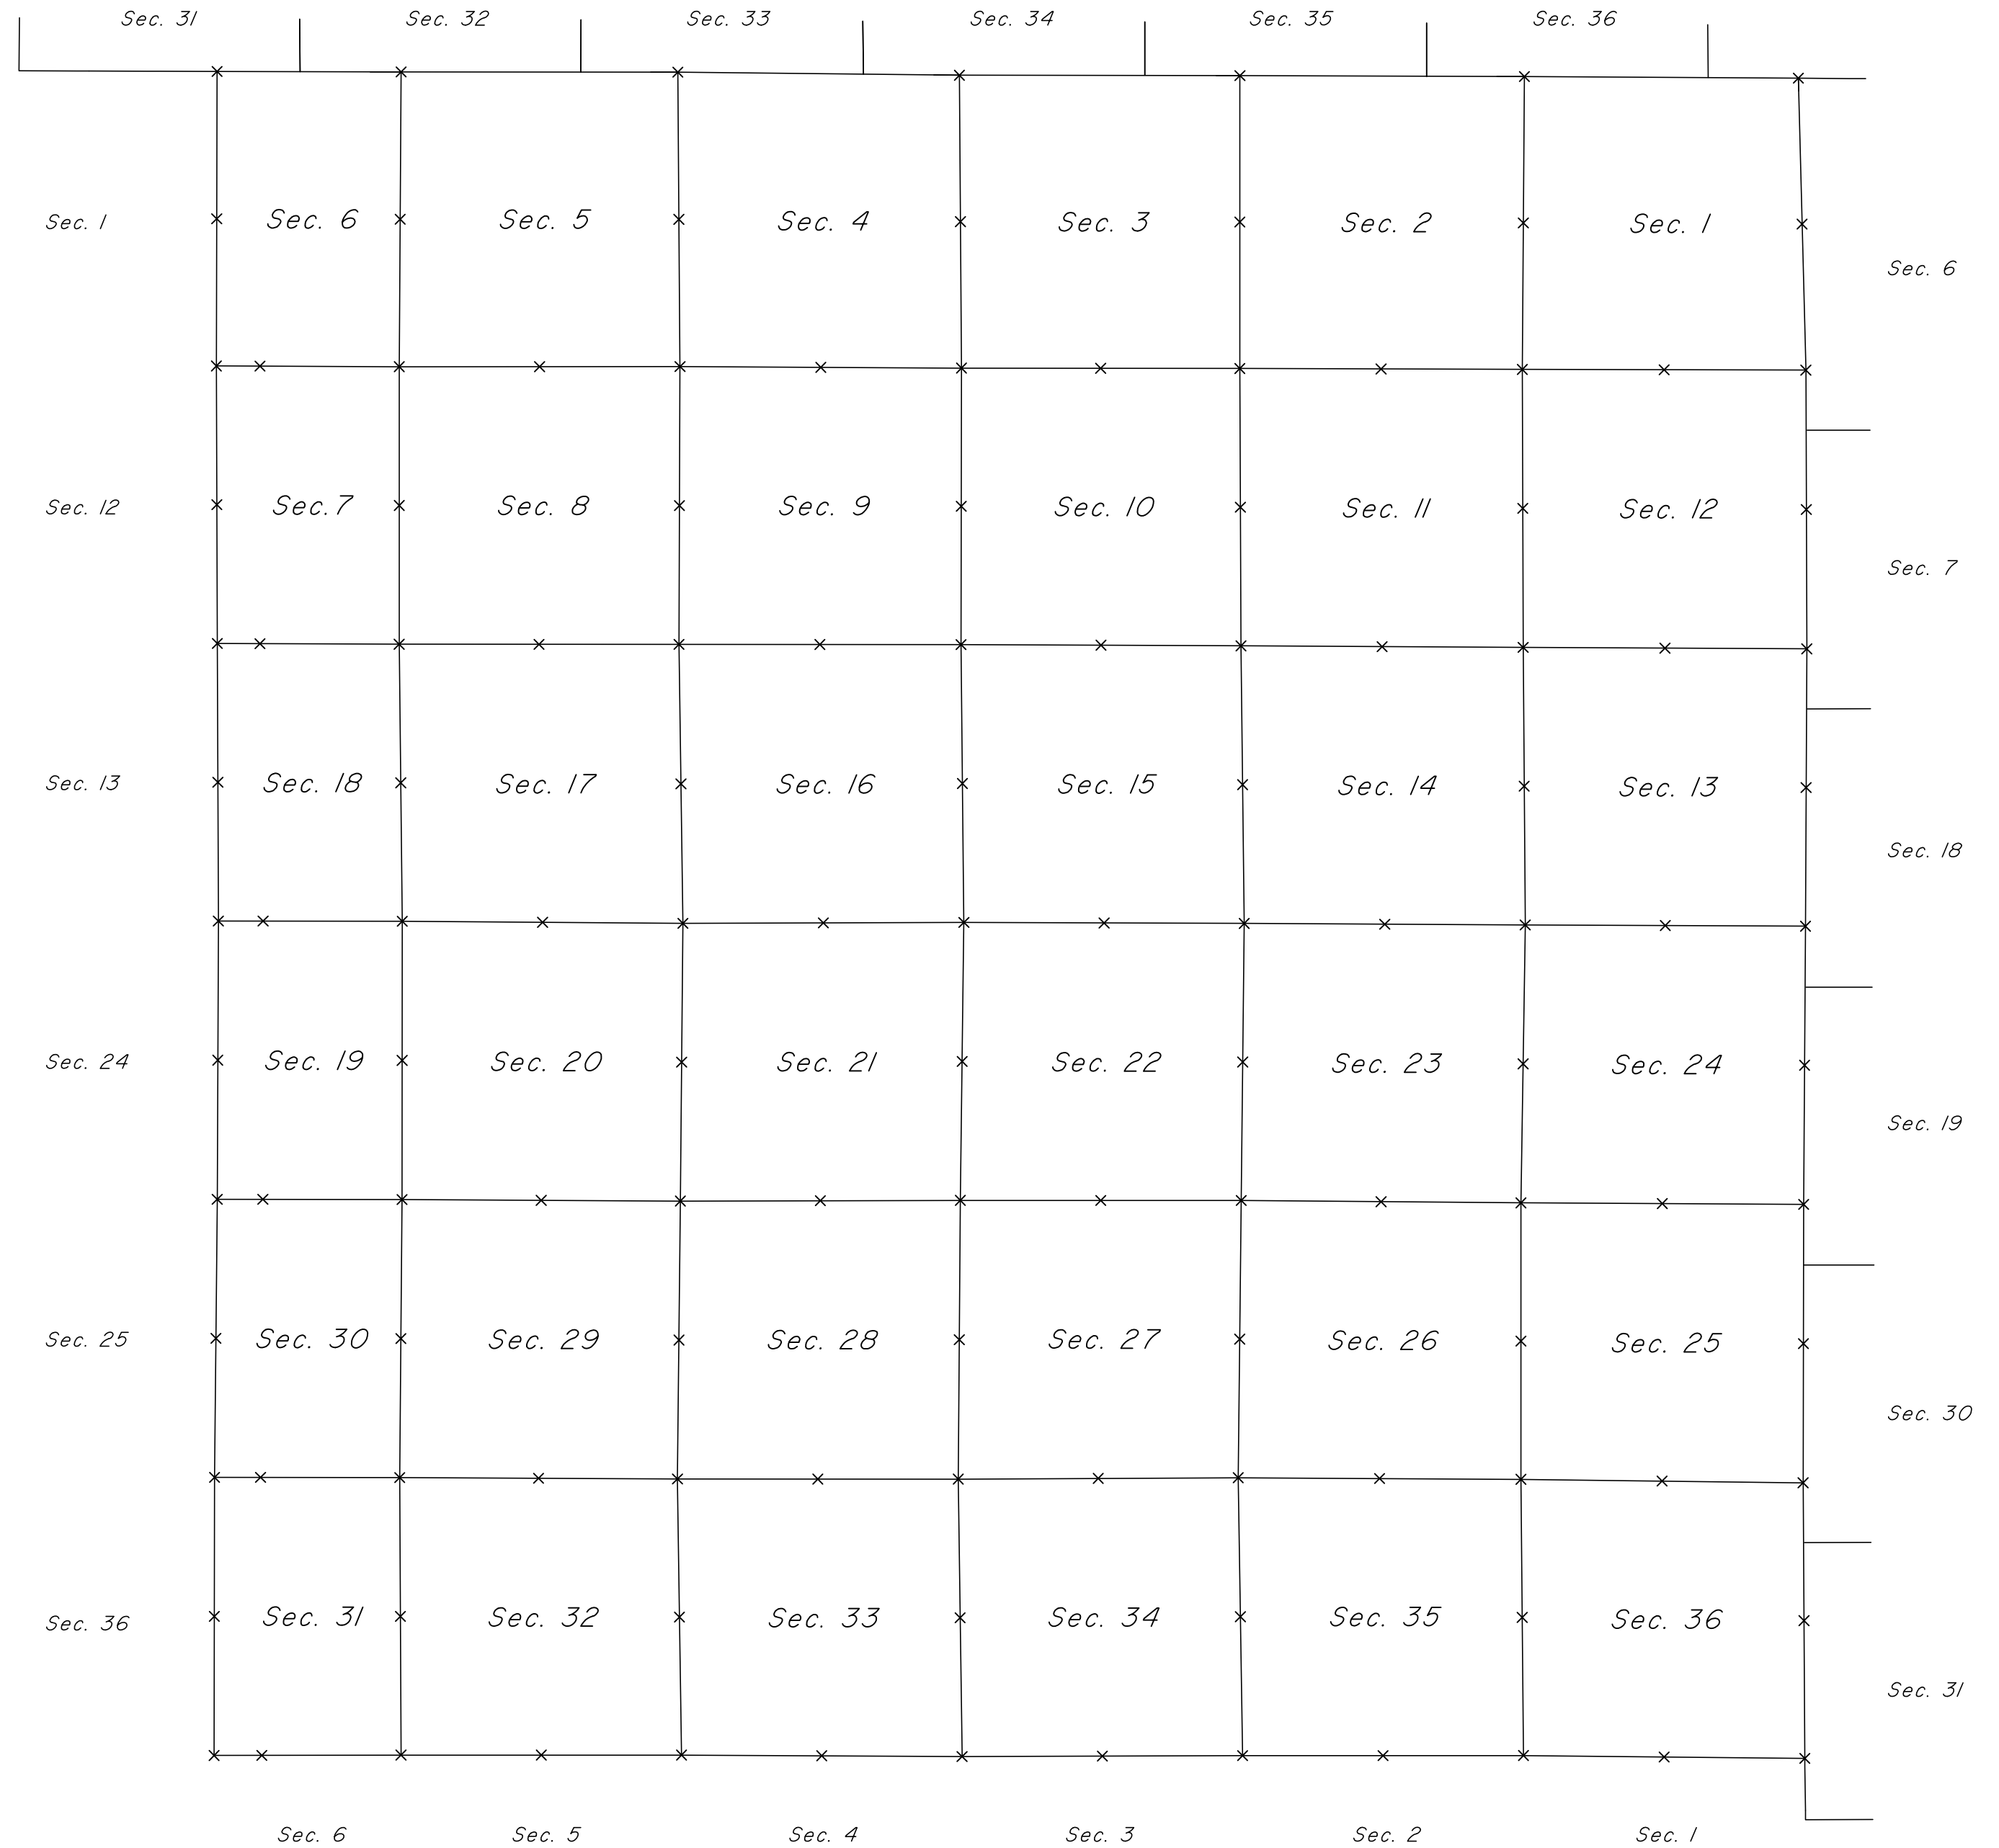 Sec. 31 Sec. 32 Sec. 33 Sec. 34 Sec. 35 Sec. 36
Sec. 1 Sec. 6 Sec. 5 Sec. 4 Sec. 3 Sec. 2 Sec. 1
Sec. 6
Sec. 12 Sec.7 Sec. 8 Sec. 9 Sec. 10 Sec. 11 Sec. 12
Sec. 7
Sec. 13 Sec. 18 Sec. 17 Sec. 16 Sec. 15 Sec. 14 Sec. 13
Sec. 18
Sec. 24 Sec. 19 Sec. 20 Sec. 21 Sec. 22 Sec. 23 Sec. 24
Sec. 19
Sec. 25 Sec. 30 Sec. 29 Sec. 28 Sec. 27 Sec. 26 Sec. 25
Sec. 30
Sec. 36 Sec. 31 Sec. 32 Sec. 33 Sec. 34 Sec. 35 Sec. 36
Sec. 31
Sec. 6 Sec. 5 Sec. 4 Sec. 3 Sec. 2 Sec. 1